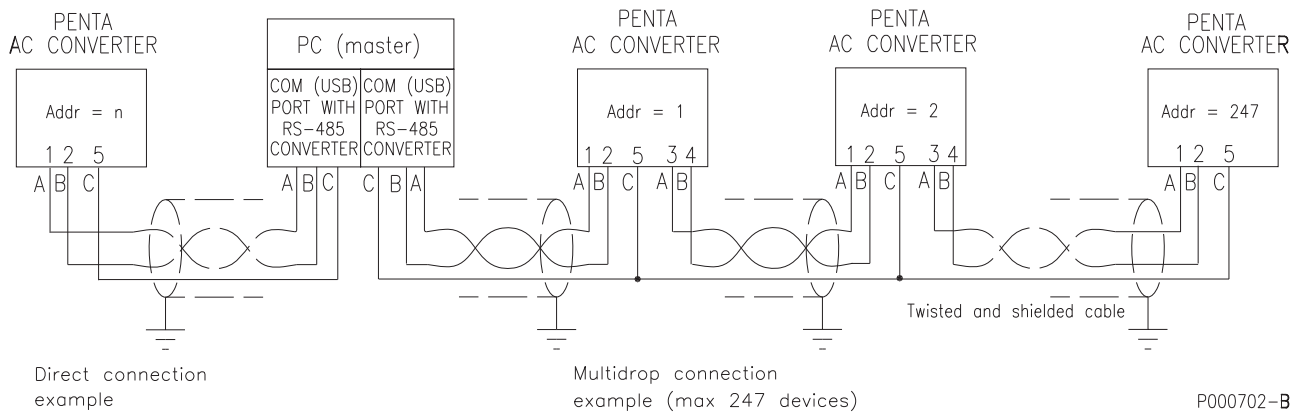 PENTA
AC CONVERTER
Addr = n
1 2 5
A B C
PC (master)
COM (USB)
PORT WITH
RS-485
CONVERTER
A B C
COM (USB)
PORT WITH
RS-485
CONVERTER
C B A
PENTA
AC CONVERTER
Addr = 1
1 2 5 3 4
A B C A B
PENTA
AC CONVERTER
Addr = 2
1 2 5 3 4
A B C A B
PENTA
AC CONVERTER
Addr = 247
1 2 5
A B C
Twisted and shielded cable
Direct connection
example
Multidrop connection
example (max 247 devices)
P000702-B